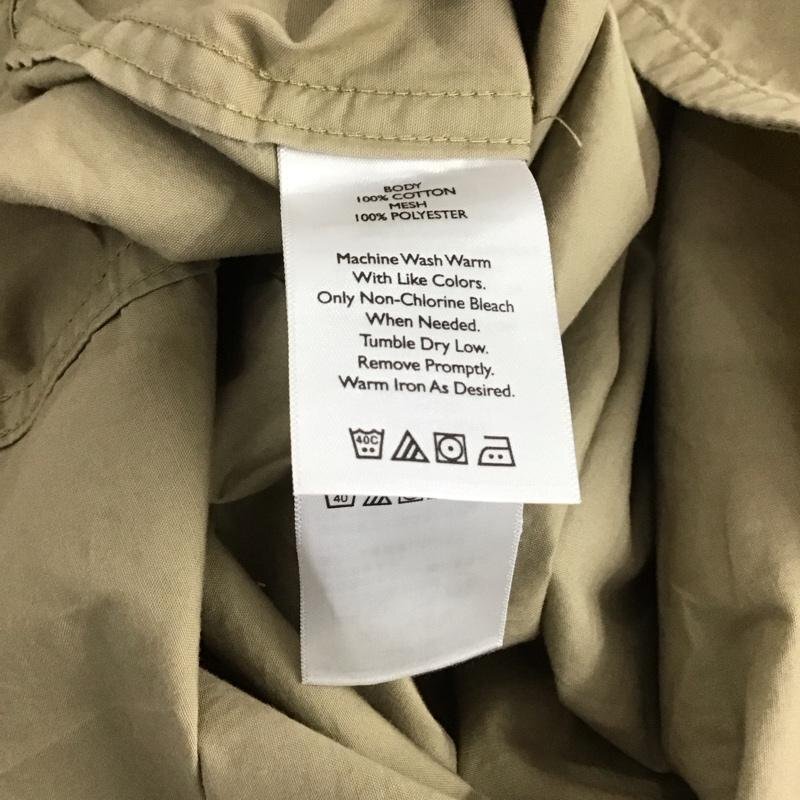 BODY
100% COTTON
MESH
100% POLYESTER
Machine Wash Warm
With Like Colors.
Only Non-Chlorine Bleach
When Needed.
Tumble Dry Low.
Remove Promptly.
Warm Iron As Desired.
40C
40